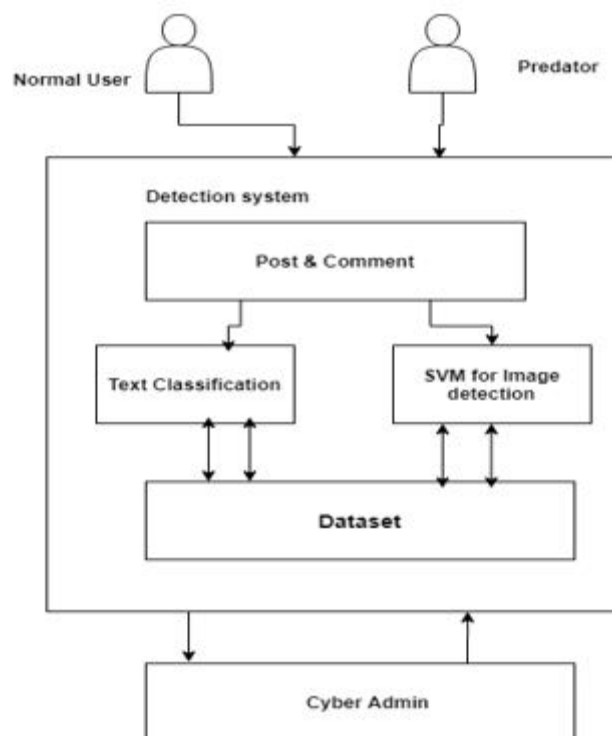 Normal User
Predator
Detection system
Post & Comment
Text Classification
SVM for Image
detection
Dataset
Cyber Admin